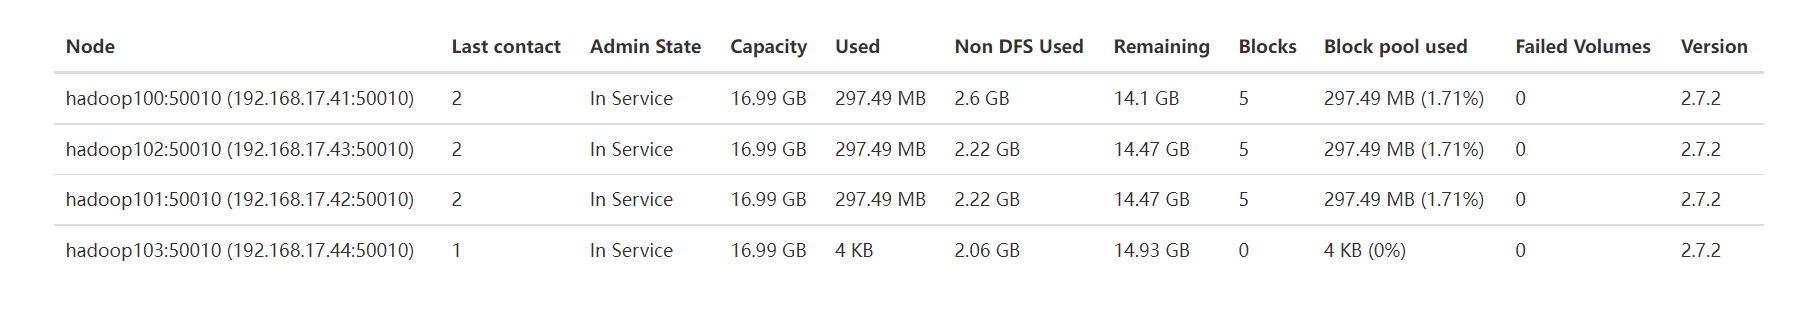 Node Last contact Admin State Capacity Used Non DFS Used Remaining Blocks Block pool used Failed Volumes Version
hadoop100:50010 (192.168.17.41:50010) 2 In Service 16.99 GB 297.49 MB 2.6 GB 14.1 GB 5 297.49 MB (1.71%) 0 2.7.2
hadoop102:50010 (192.168.17.43:50010) 2 In Service 16.99 GB 297.49 MB 2.22 GB 14.47 GB 5 297.49 MB (1.71%) 0 2.7.2
hadoop101:50010 (192.168.17.42:50010) 2 In Service 16.99 GB 297.49 MB 2.22 GB 14.47 GB 5 297.49 MB (1.71%) 0 2.7.2
hadoop103:50010 (192.168.17.44:50010) 1 In Service 16.99 GB 4 KB 2.06 GB 14.93 GB 0 4 KB (0%) 0 2.7.2